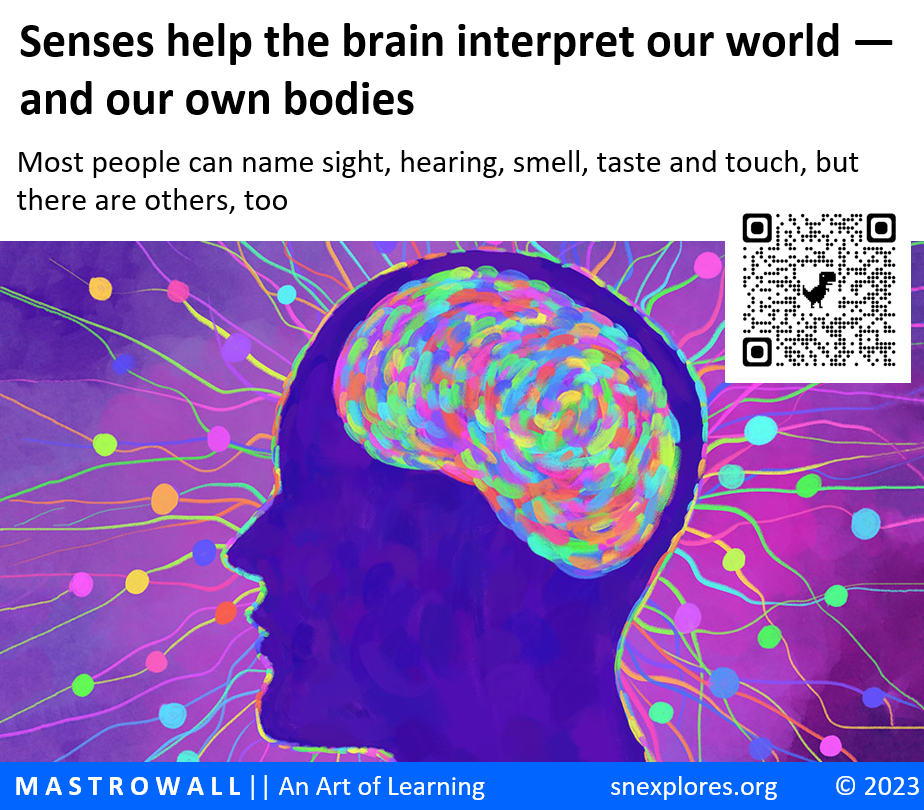 Senses help the brain interpret our world —
and our own bodies
Most people can name sight, hearing, smell, taste and touch, but
there are others, too
MASTROWALL || An Art of Learning
snexplores.org
© 2023